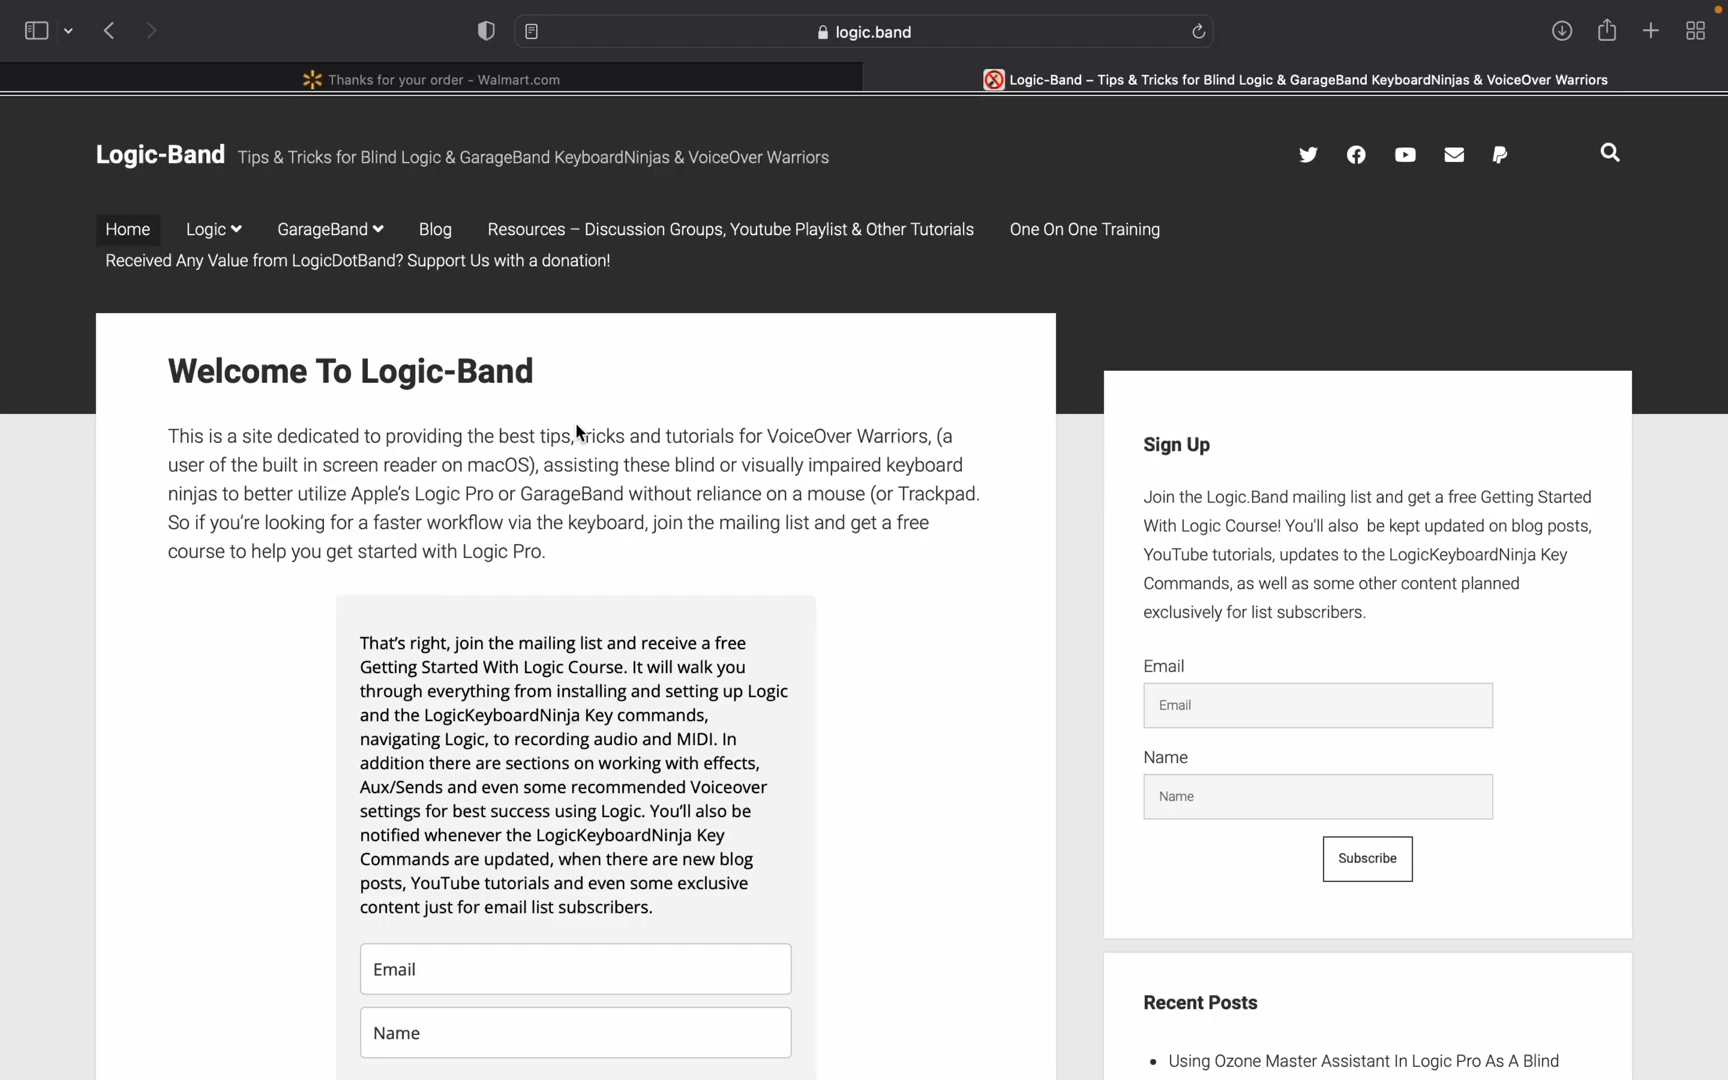 logic.band
Thanks for your order - Walmart.com
Logic-Band – Tips & Tricks for Blind Logic & GarageBand KeyboardNinjas & VoiceOver Warriors
Logic-Band Tips & Tricks for Blind Logic & GarageBand KeyboardNinjas & VoiceOver Warriors
Home Logic GarageBand Blog Resources – Discussion Groups, Youtube Playlist & Other Tutorials One On One Training
Received Any Value from LogicDotBand? Support Us with a donation!
Welcome To Logic-Band
This is a site dedicated to providing the best tips, tricks and tutorials for VoiceOver Warriors, (a
user of the built in screen reader on macOS), assisting these blind or visually impaired keyboard
ninjas to better utilize Apple’s Logic Pro or GarageBand without reliance on a mouse (or Trackpad.
So if you’re looking for a faster workflow via the keyboard, join the mailing list and get a free
course to help you get started with Logic Pro.
That’s right, join the mailing list and receive a free
Getting Started With Logic Course. It will walk you
through everything from installing and setting up Logic
and the LogicKeyboardNinja Key commands,
navigating Logic, to recording audio and MIDI. In
addition there are sections on working with effects,
Aux/Sends and even some recommended Voiceover
settings for best success using Logic. You’ll also be
notified whenever the LogicKeyboardNinja Key
Commands are updated, when there are new blog
posts, YouTube tutorials and even some exclusive
content just for email list subscribers.
Email
Name
Sign Up
Join the Logic.Band mailing list and get a free Getting Started
With Logic Course! You'll also be kept updated on blog posts,
YouTube tutorials, updates to the LogicKeyboardNinja Key
Commands, as well as some other content planned
exclusively for list subscribers.
Email
Email
Name
Name
Subscribe
Recent Posts
Using Ozone Master Assistant In Logic Pro As A Blind